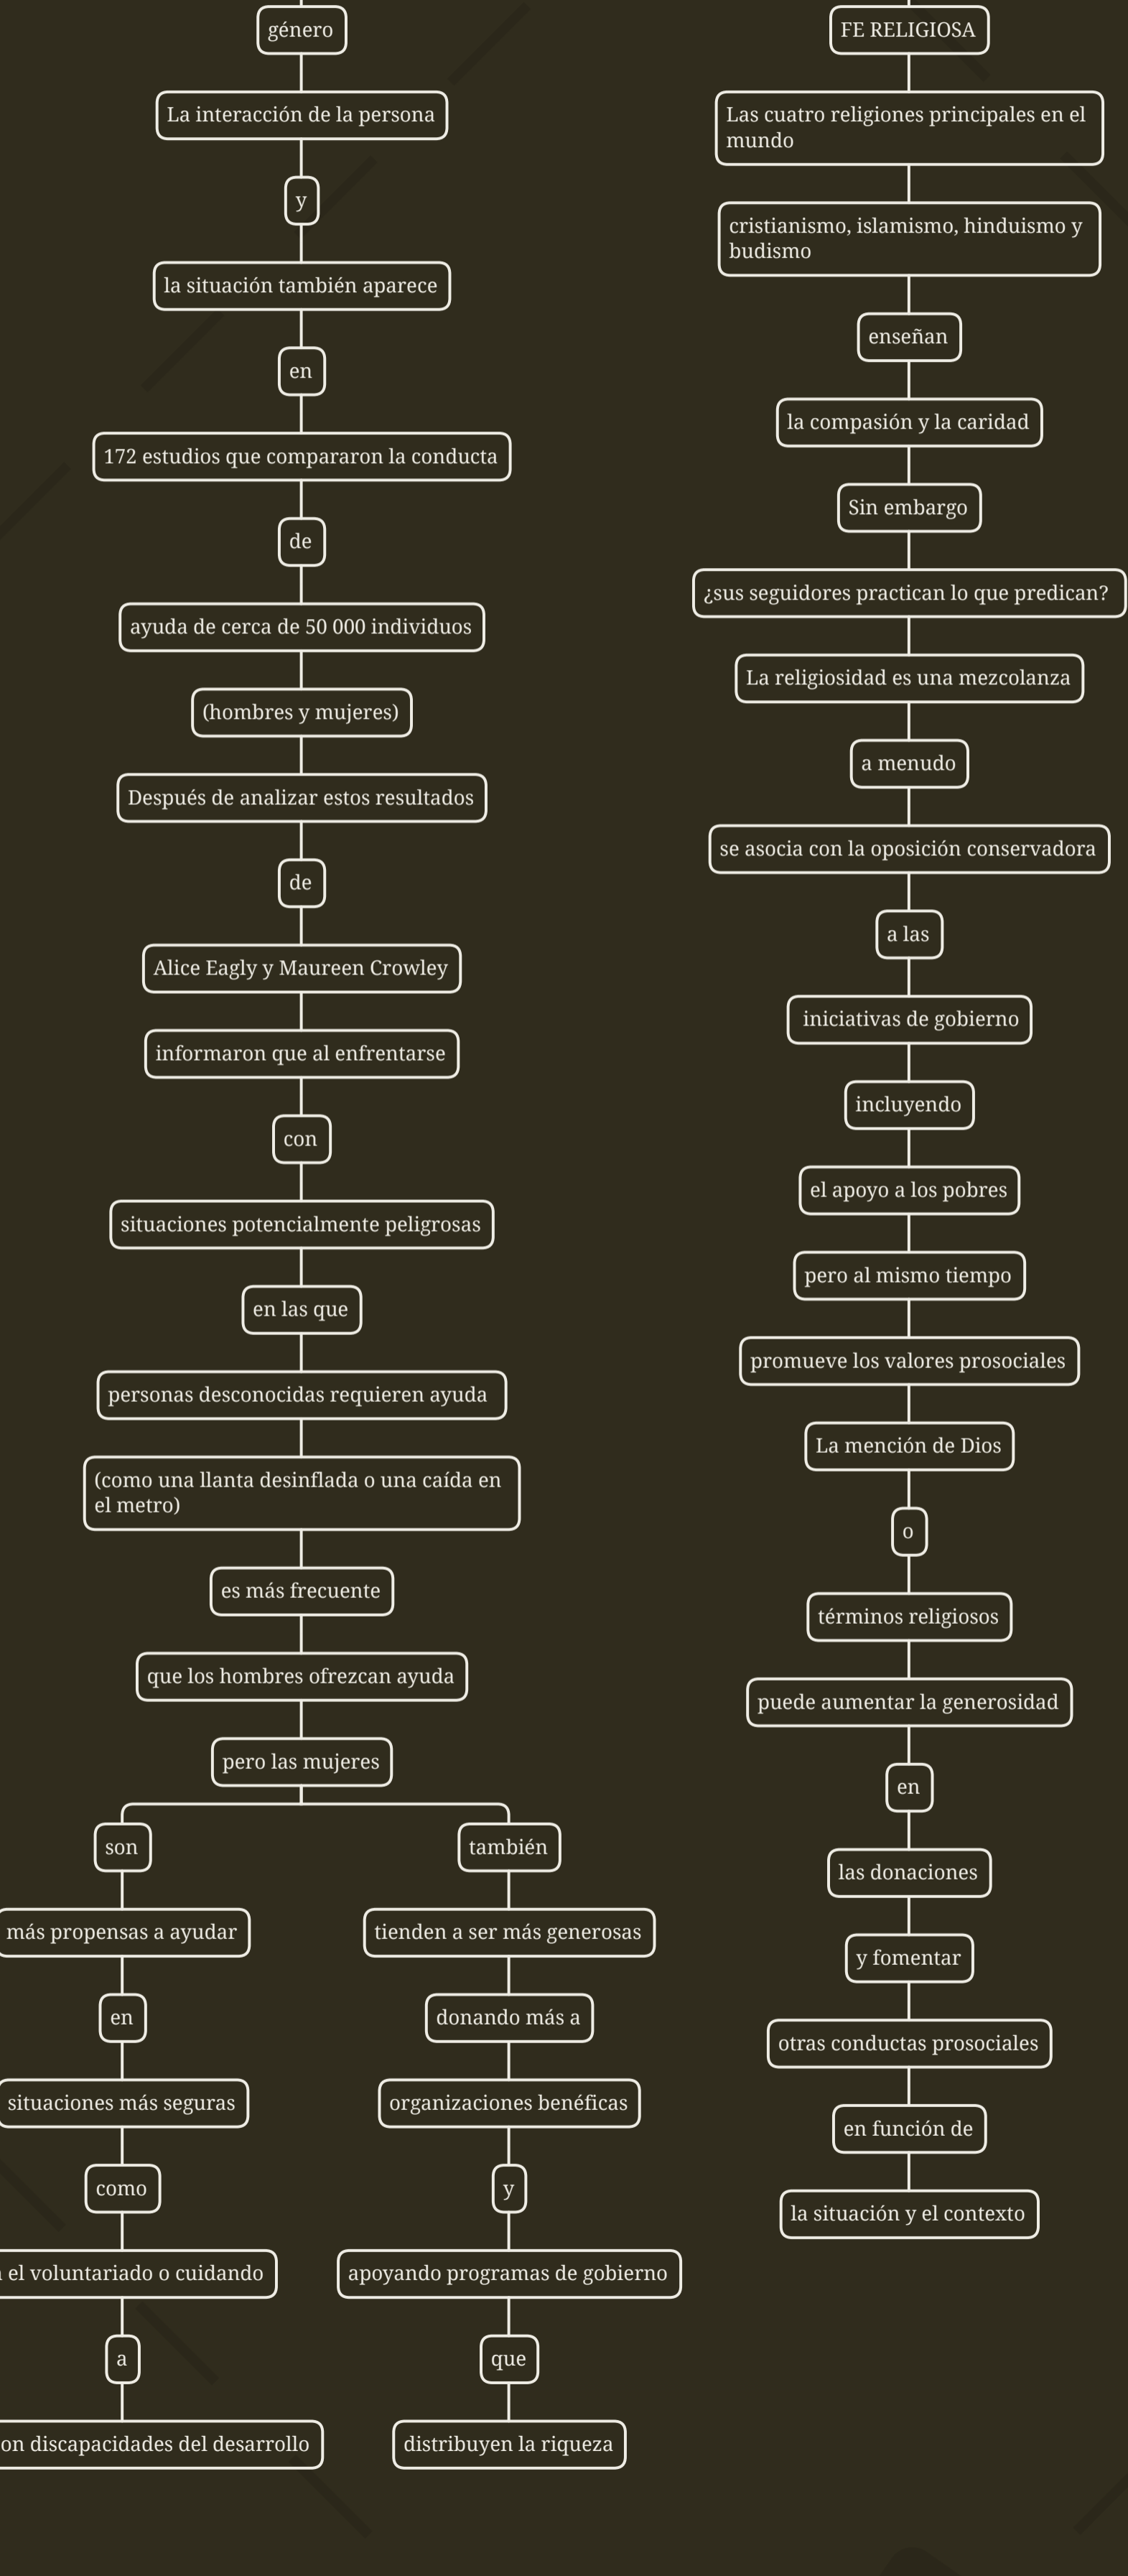 género
La interacción de la persona
y
la situación también aparece
en
172 estudios que compararon la conducta
de
ayuda de cerca de 50 000 individuos
(hombres y mujeres)
Después de analizar estos resultados
de
Alice Eagly y Maureen Crowley
informaron que al enfrentarse
con
situaciones potencialmente peligrosas
en las que
personas desconocidas requieren ayuda
(como una llanta desinflada o una caída en
el metro)
es más frecuente
que los hombres ofrezcan ayuda
pero las mujeres
son
más propensas a ayudar
en
situaciones más seguras
como
el voluntariado o cuidando
a
discapacidades del desarrollo
también
tienden a ser más generosas
donando más a
organizaciones benéficas
y
apoyando programas de gobierno
que
distribuyen la riqueza
FE RELIGIOSA
Las cuatro religiones principales en el
mundo
cristianismo, islamismo, hinduismo y
budismo
enseñan
la compasión y la caridad
Sin embargo
¿sus seguidores practican lo que predican?
La religiosidad es una mezcolanza
a menudo
se asocia con la oposición conservadora
a las
iniciativas de gobierno
incluyendo
el apoyo a los pobres
pero al mismo tiempo
promueve los valores prosociales
La mención de Dios
o
términos religiosos
puede aumentar la generosidad
en
las donaciones
y fomentar
otras conductas prosociales
en función de
la situación y el contexto